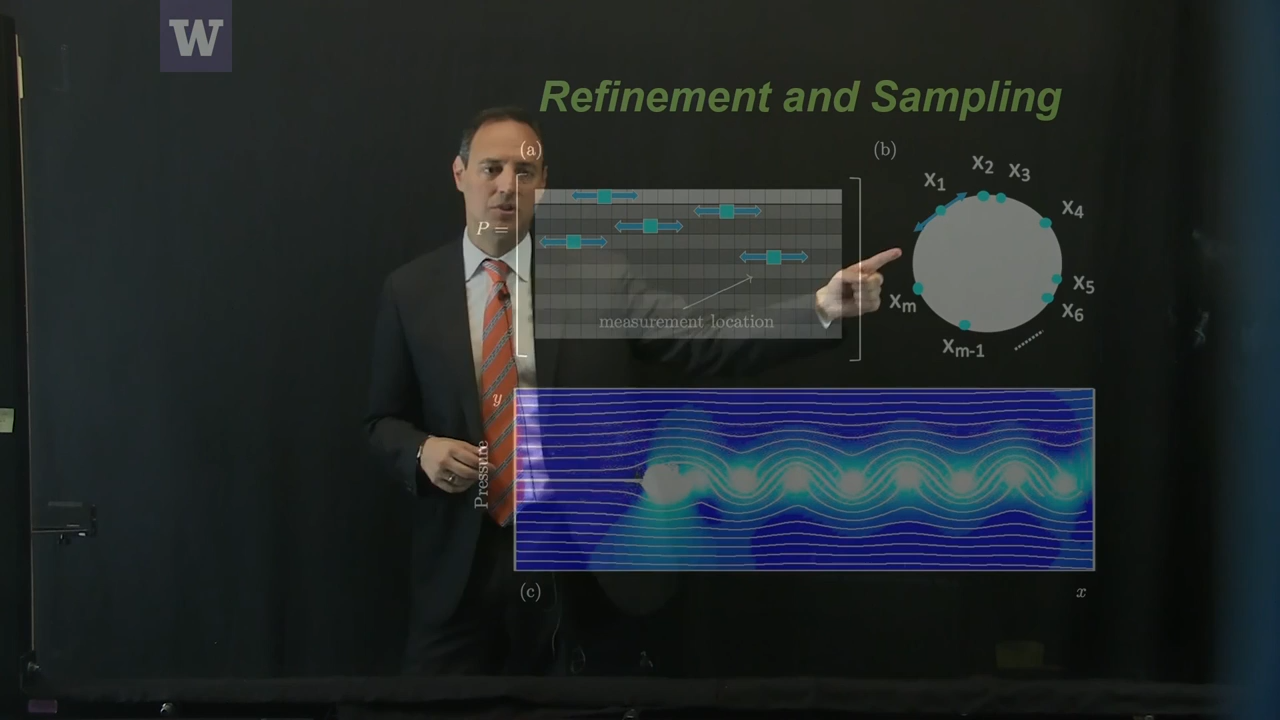 W
Refinement and Sampling
(a)
(b)
P =
measurement location
x1
x2
x3
x4
x5
x6
xm-1
xm
y
Pressure
(c)
x